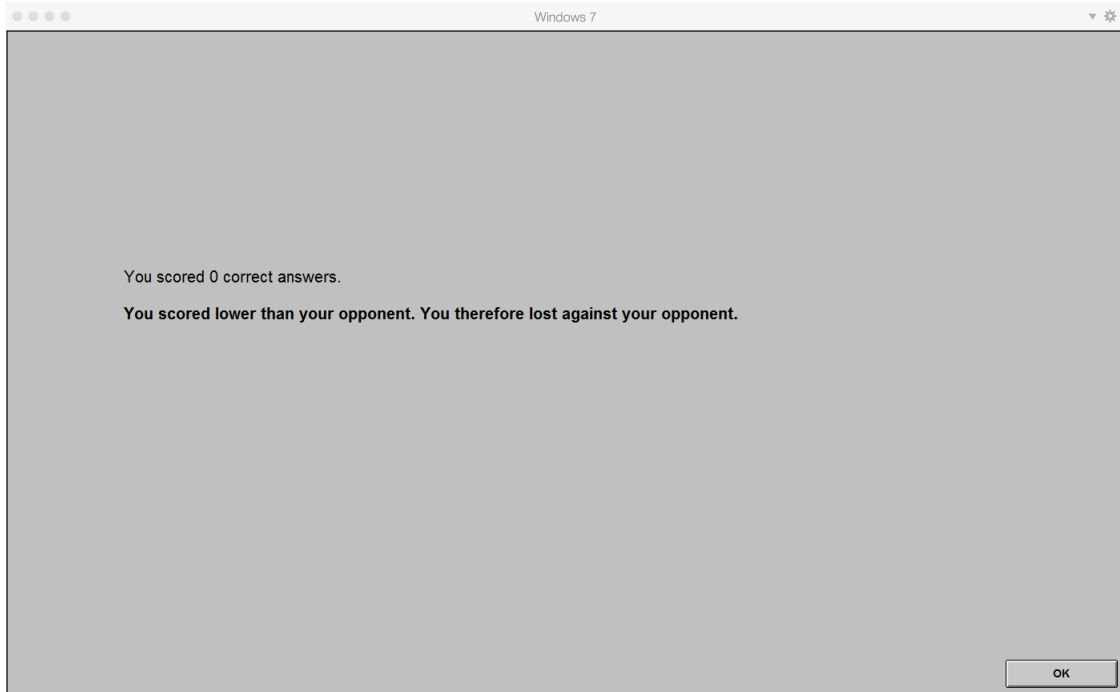 Windows 7
You scored 0 correct answers.
You scored lower than your opponent. You therefore lost against your opponent.
OK